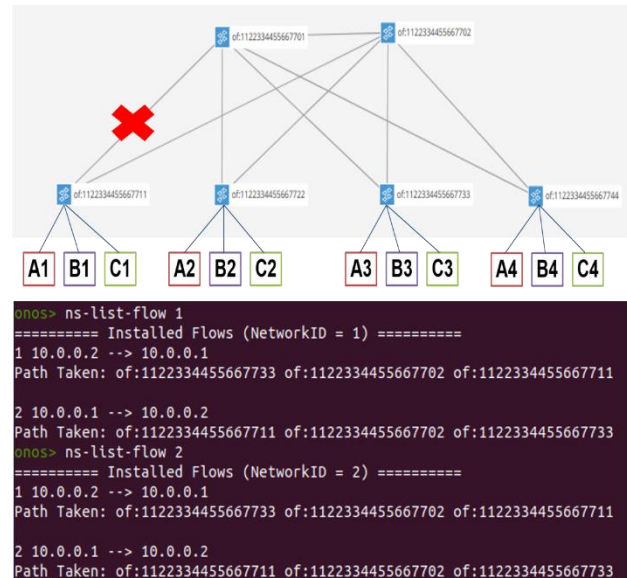 of:1122334455667701
of:1122334455667702
of:1122334455667711
of:1122334455667722
of:1122334455667733
of:1122334455667744
A1 B1 C1 A2 B2 C2 A3 B3 C3 A4 B4 C4
onos> ns-list-flow 1
========== Installed Flows (NetworkID = 1) ==========
1 10.0.0.2 --> 10.0.0.1
Path Taken: of:1122334455667733 of:1122334455667702 of:1122334455667711
2 10.0.0.1 --> 10.0.0.2
Path Taken: of:1122334455667711 of:1122334455667702 of:1122334455667733
onos> ns-list-flow 2
========== Installed Flows (NetworkID = 2) ==========
1 10.0.0.2 --> 10.0.0.1
Path Taken: of:1122334455667733 of:1122334455667702 of:1122334455667711
2 10.0.0.1 --> 10.0.0.2
Path Taken: of:1122334455667711 of:1122334455667702 of:1122334455667733